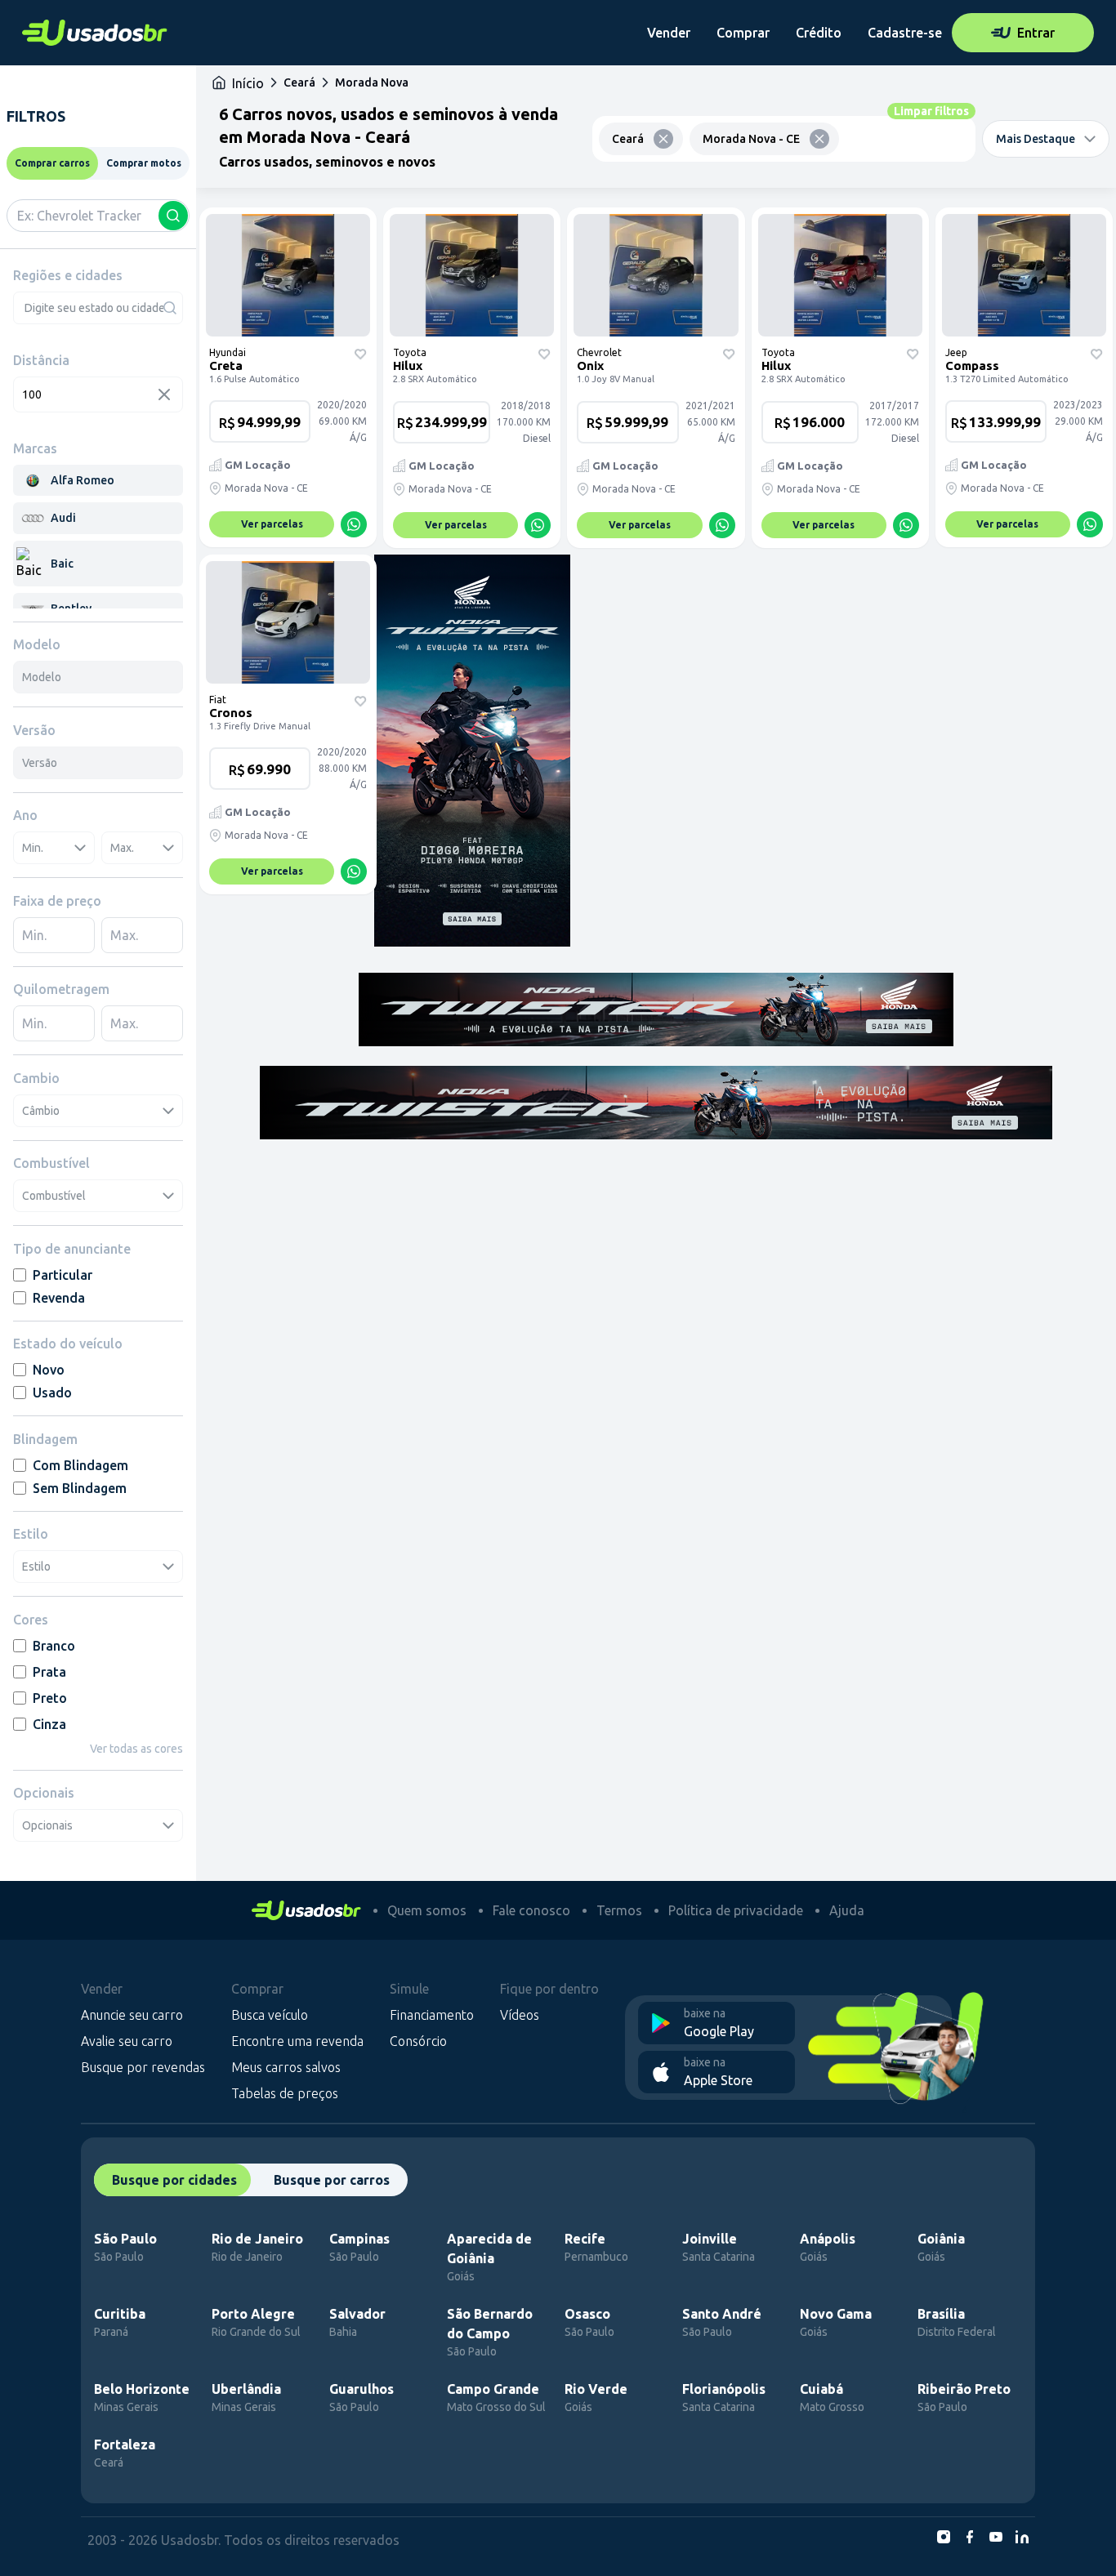 usadosbr
Vender
Comprar
Crédito
Cadastre-se
Entrar
Início
Ceará
Morada Nova
FILTROS
Comprar carros
Comprar motos
Ex: Chevrolet Tracker
6 Carros novos, usados e seminovos à venda
em Morada Nova - Ceará
Carros usados, seminovos e novos
Limpar filtros
Ceará
Morada Nova - CE
Mais Destaque
Regiões e cidades
Digite seu estado ou cidade
Distância
100
Marcas
Alfa Romeo
Audi
Baic
Baic
Bentley
Modelo
Modelo
Versão
Versão
Ano
Min.
Max.
Faixa de preço
Min.
Max.
Quilometragem
Min.
Max.
Cambio
Câmbio
Combustível
Combustível
Tipo de anunciante
Particular
Revenda
Estado do veículo
Novo
Usado
Blindagem
Com Blindagem
Sem Blindagem
Estilo
Estilo
Cores
Branco
Prata
Preto
Cinza
Ver todas as cores
Opcionais
Opcionais
Hyundai
Creta
1.6 Pulse Automático
R$ 94.999,99
2020/2020
69.000 KM
Á/G
GM Locação
Morada Nova - CE
Ver parcelas
Toyota
Hilux
2.8 SRX Automático
R$ 234.999,99
2018/2018
170.000 KM
Diesel
GM Locação
Morada Nova - CE
Ver parcelas
Chevrolet
Onix
1.0 Joy 8V Manual
R$ 59.999,99
2021/2021
65.000 KM
Á/G
GM Locação
Morada Nova - CE
Ver parcelas
Toyota
Hilux
2.8 SRX Automático
R$ 196.000
2017/2017
172.000 KM
Diesel
GM Locação
Morada Nova - CE
Ver parcelas
Jeep
Compass
1.3 T270 Limited Automático
R$ 133.999,99
2023/2023
29.000 KM
Á/G
GM Locação
Morada Nova - CE
Ver parcelas
Fiat
Cronos
1.3 Firefly Drive Manual
R$ 69.990
2020/2020
88.000 KM
Á/G
GM Locação
Morada Nova - CE
Ver parcelas
HONDA
NOVA
TWISTER
A EVOLUÇÃO TA NA PISTA
FEAT
DIOGO MOREIRA
PILOTO HONDA MOTOGP
DESIGN
ESPORTIVO
SUSPENSÃO
INVERTIDA
CHAVE CODIFICADA
COM SISTEMA HISS
SAIBA MAIS
NOVA
TWISTER
A EVOLUÇÃO TA NA PISTA
HONDA
SAIBA MAIS
NOVA
TWISTER
A EVOLUÇÃO
TA NA
PISTA.
HONDA
SAIBA MAIS
usadosbr
• Quem somos
• Fale conosco
• Termos
• Política de privacidade
• Ajuda
Vender
Anuncie seu carro
Avalie seu carro
Busque por revendas
Comprar
Busca veículo
Encontre uma revenda
Meus carros salvos
Tabelas de preços
Simule
Financiamento
Consórcio
Fique por dentro
Vídeos
baixe na
Google Play
baixe na
Apple Store
Busque por cidades
Busque por carros
São Paulo
São Paulo
Rio de Janeiro
Rio de Janeiro
Campinas
São Paulo
Aparecida de
Goiânia
Goiás
Recife
Pernambuco
Joinville
Santa Catarina
Anápolis
Goiás
Goiânia
Goiás
Curitiba
Paraná
Porto Alegre
Rio Grande do Sul
Salvador
Bahia
São Bernardo
do Campo
São Paulo
Osasco
São Paulo
Santo André
São Paulo
Novo Gama
Goiás
Brasília
Distrito Federal
Belo Horizonte
Minas Gerais
Uberlândia
Minas Gerais
Guarulhos
São Paulo
Campo Grande
Mato Grosso do Sul
Rio Verde
Goiás
Florianópolis
Santa Catarina
Cuiabá
Mato Grosso
Ribeirão Preto
São Paulo
Fortaleza
Ceará
2003 - 2026 Usadosbr. Todos os direitos reservados